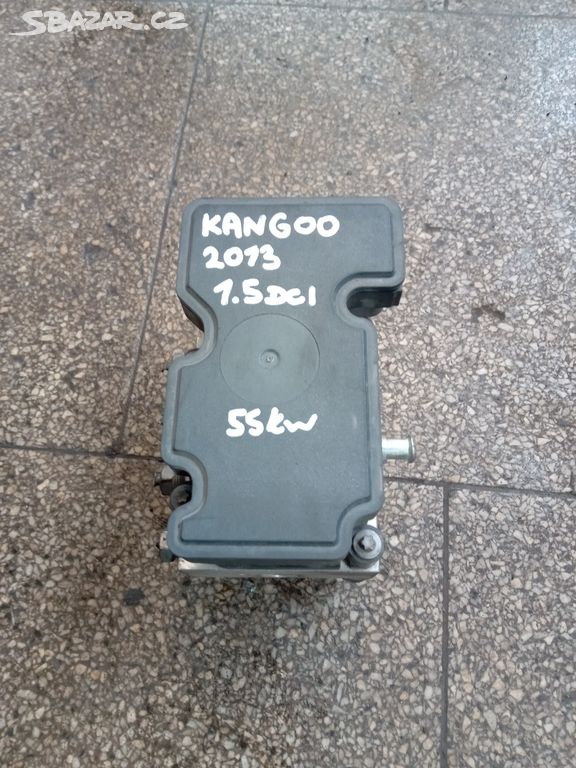 SBAZAR.CZ
KANGOO
2013
1.5DCI
55kw